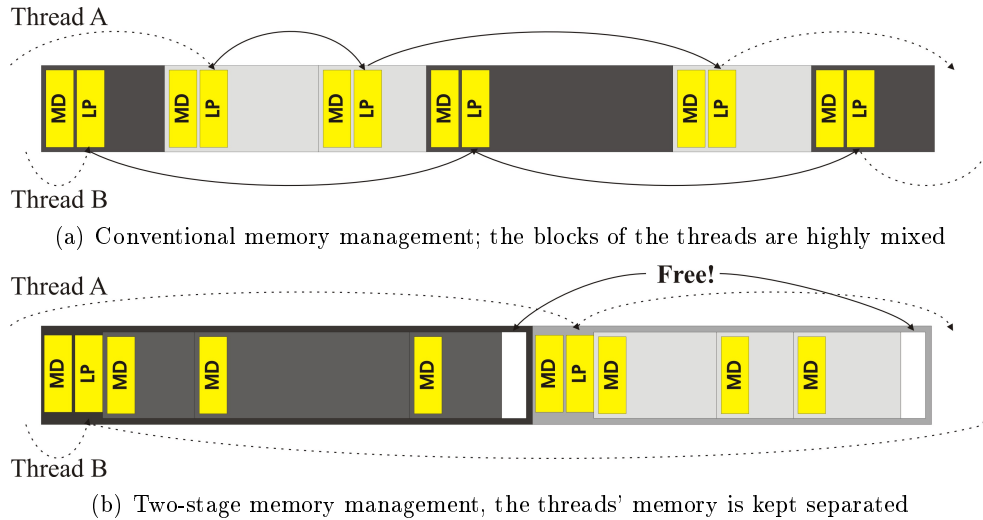 Thread A
MD LP MD LP MD LP MD LP MD LP MD LP
Thread B
(a) Conventional memory management; the blocks of the threads are highly mixed
Free!
Thread A
MD LP MD MD MD MD LP MD MD MD
Thread B
(b) Two-stage memory management, the threads' memory is kept separated